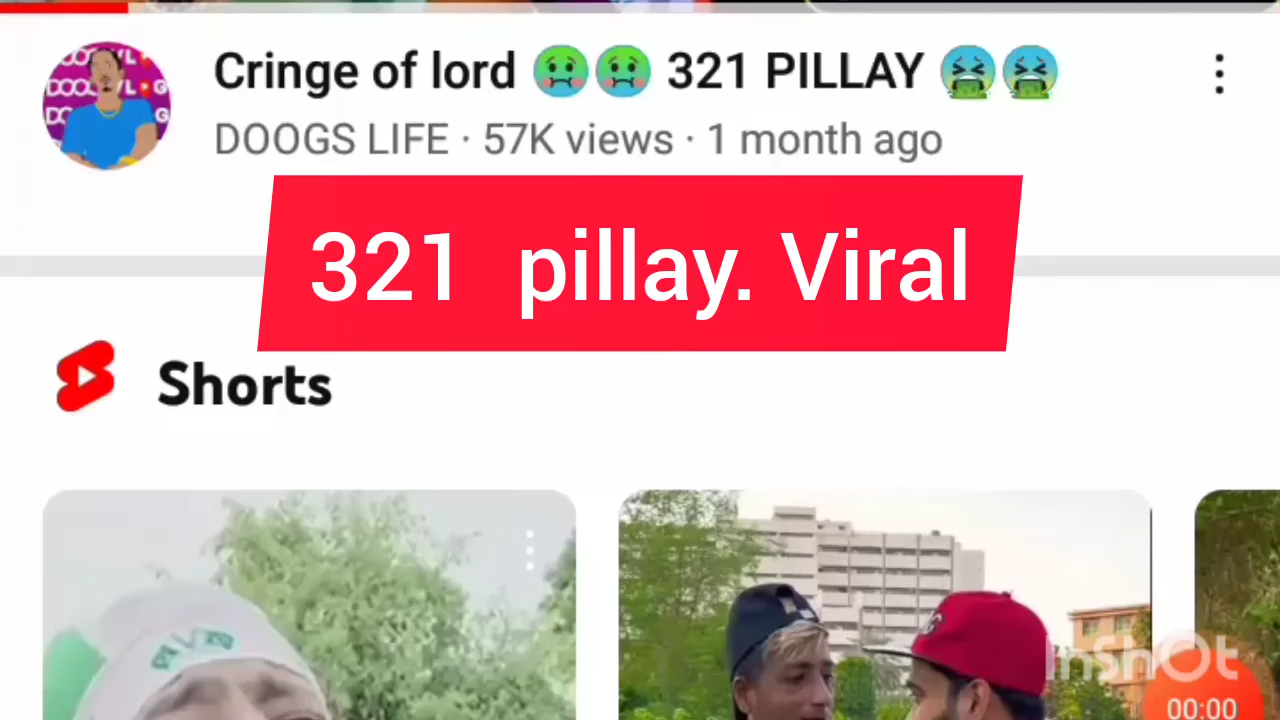 Cringe of lord 🤢🤢 321 PILLAY 🤮🤮
DOOGS LIFE · 57K views · 1 month ago
321 pillay. Viral
Shorts
InshOt
00:00